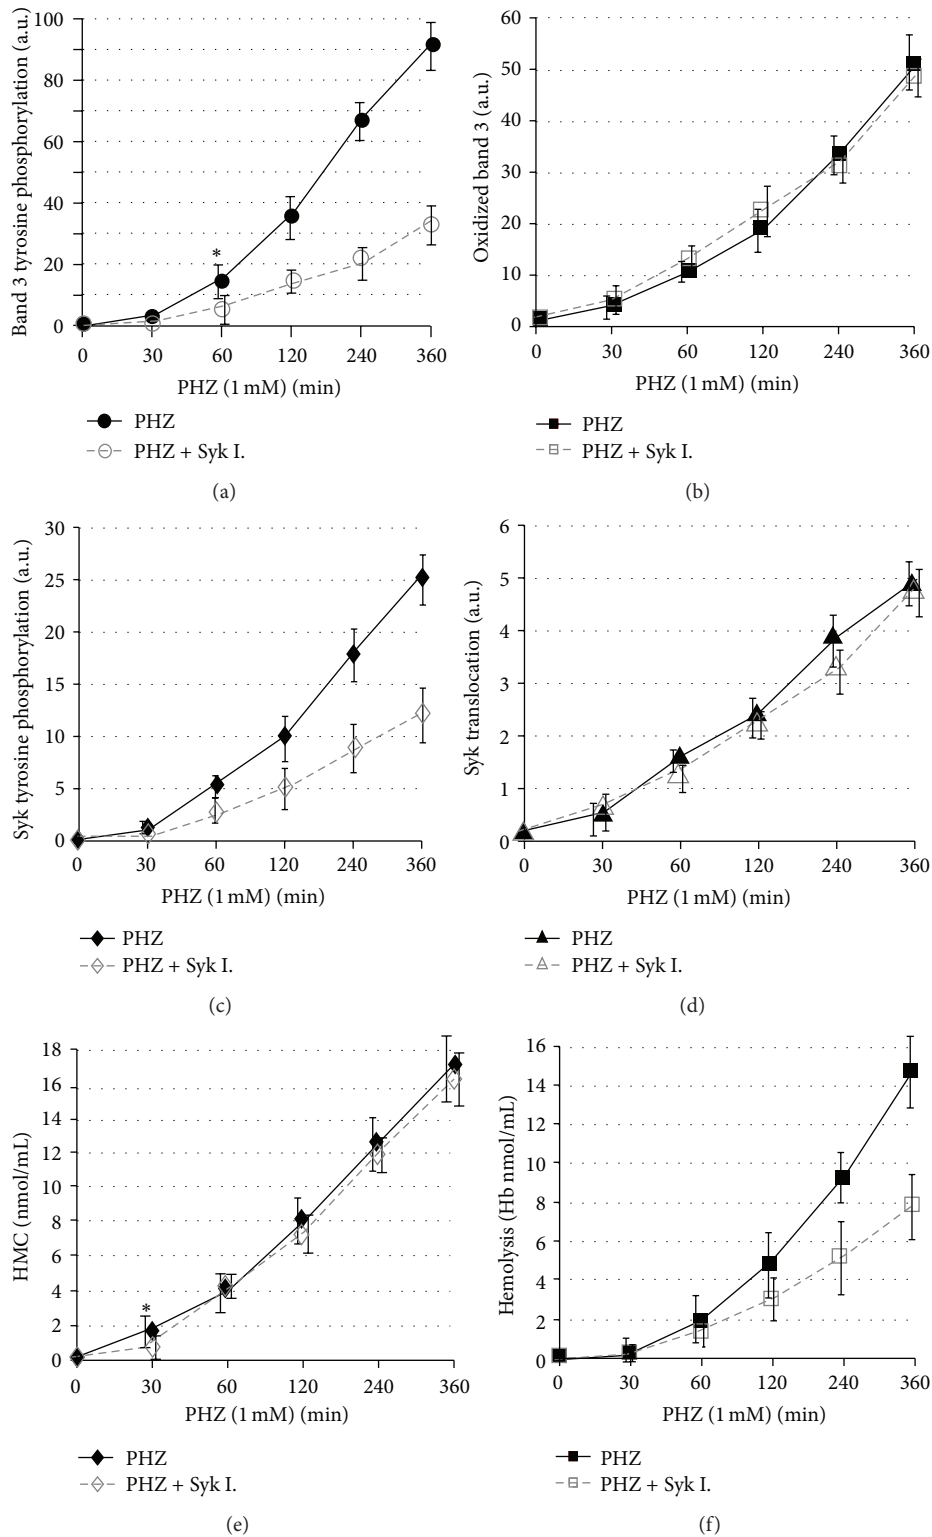 Band 3 tyrosine phosphorylation (a.u.)
100
80
60
40
20
0
*
0 30 60 120 240 360
PHZ (1 mM) (min)
PHZ
PHZ + Syk I.
(a)
Oxidized band 3 (a.u.)
60
50
40
30
20
10
0
0 30 60 120 240 360
PHZ (1 mM) (min)
PHZ
PHZ + Syk I.
(b)
Syk tyrosine phosphorylation (a.u.)
30
25
20
15
10
5
0
0 30 60 120 240 360
PHZ (1 mM) (min)
PHZ
PHZ + Syk I.
(c)
Syk translocation (a.u.)
6
5
4
3
2
1
0
0 30 60 120 240 360
PHZ (1 mM) (min)
PHZ
PHZ + Syk I.
(d)
HMC (nmol/mL)
18
16
14
12
10
8
6
4
2
0
*
0 30 60 120 240 360
PHZ (1 mM) (min)
PHZ
PHZ + Syk I.
(e)
Hemolysis (Hb nmol/mL)
16
14
12
10
8
6
4
2
0
0 30 60 120 240 360
PHZ (1 mM) (min)
PHZ
PHZ + Syk I.
(f)